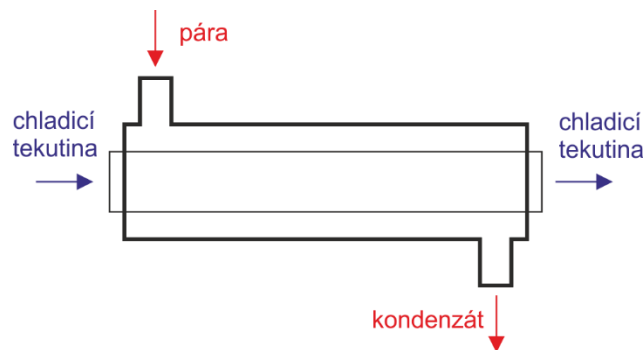 pára
chladicí
tekutina
chladicí
tekutina
kondenzát